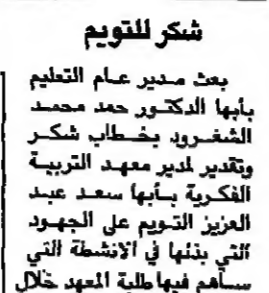 شكر للتويم
بعث مدير عام التعليم
بأبها الدكتور حمد محمد
الشغرود بخطاب شكر
وتقدير لمدير معهد التربية
الفكرية بأبها سعد عبد
العزيز التويم على الجهود
التي بذلها في الانشطة التي
ساهم فيها طلبة المعهد خلال